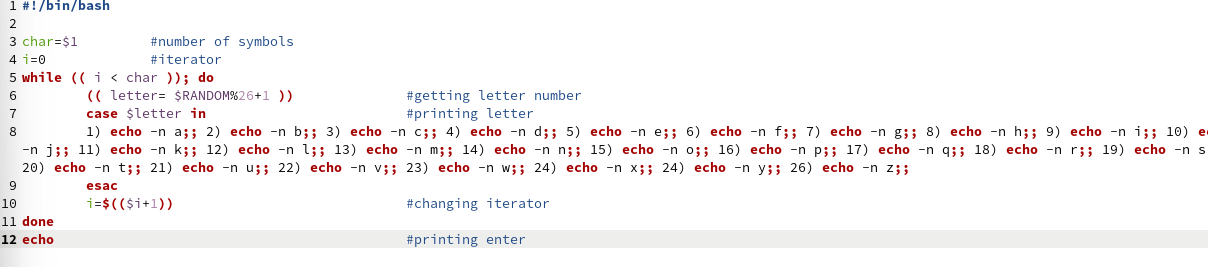 1 #!/bin/bash
2
3 char=$1 #number of symbols
4 i=0 #iterator
5 while (( i < char )); do
6 (( letter= $RANDOM%26+1 )) #getting letter number
7 case $letter in #printing letter
8 1) echo -n a;; 2) echo -n b;; 3) echo -n c;; 4) echo -n d;; 5) echo -n e;; 6) echo -n f;; 7) echo -n g;; 8) echo -n h;; 9) echo -n i;; 10)
-n j;; 11) echo -n k;; 12) echo -n l;; 13) echo -n m;; 14) echo -n n;; 15) echo -n o;; 16) echo -n p;; 17) echo -n q;; 18) echo -n r;; 19) echo -n s
20) echo -n t;; 21) echo -n u;; 22) echo -n v;; 23) echo -n w;; 24) echo -n x;; 24) echo -n y;; 26) echo -n z;;
9 esac
10 i=$(($i+1)) #changing iterator
11 done
12 echo #printing enter